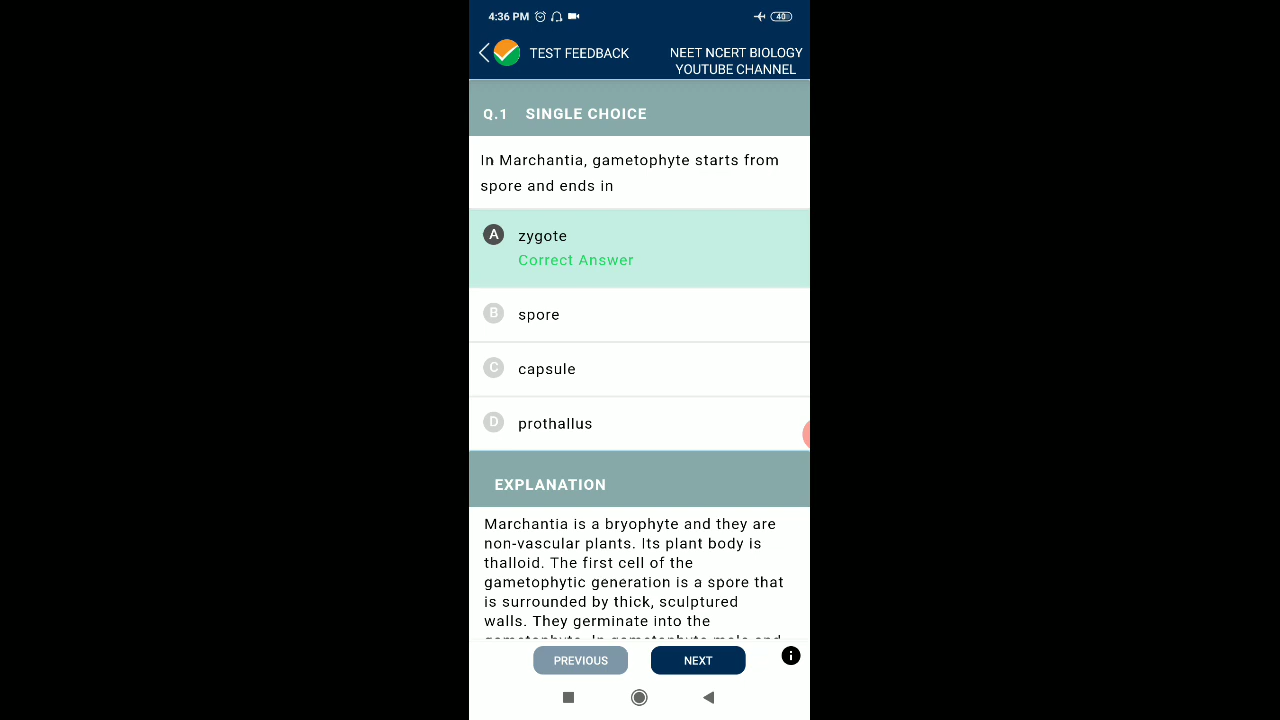 4:36 PM 40
TEST FEEDBACK
NEET NCERT BIOLOGY
YOUTUBE CHANNEL
Q.1 SINGLE CHOICE
In Marchantia, gametophyte starts from
spore and ends in
A zygote
Correct Answer
B spore
C capsule
D prothallus
EXPLANATION
Marchantia is a bryophyte and they are
non-vascular plants. Its plant body is
thalloid. The first cell of the
gametophytic generation is a spore that
is surrounded by thick, sculptured
walls. They germinate into the
PREVIOUS NEXT